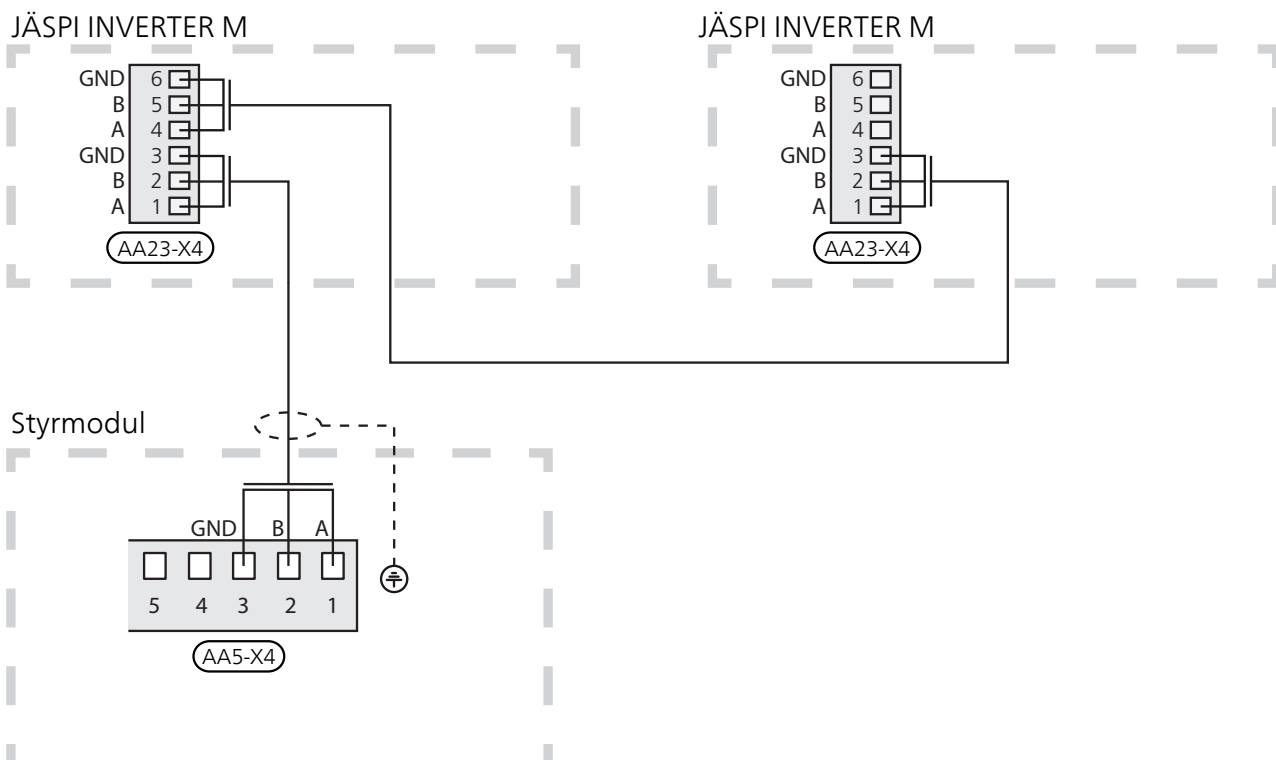 JÄSPI INVERTER M
GND 6
B 5
A 4
GND 3
B 2
A 1
AA23-X4
JÄSPI INVERTER M
GND 6
B 5
A 4
GND 3
B 2
A 1
AA23-X4
Styrmodul
GND B A
5 4 3 2 1
AA5-X4